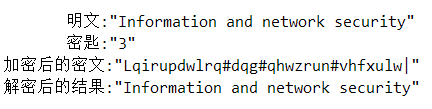 明文:"Information and network security"
密匙:"3"
加密后的密文:"Lqirupdwlrq#dqg#qhwzrun#vhfxulw|"
解密后的结果:"Information and network security"